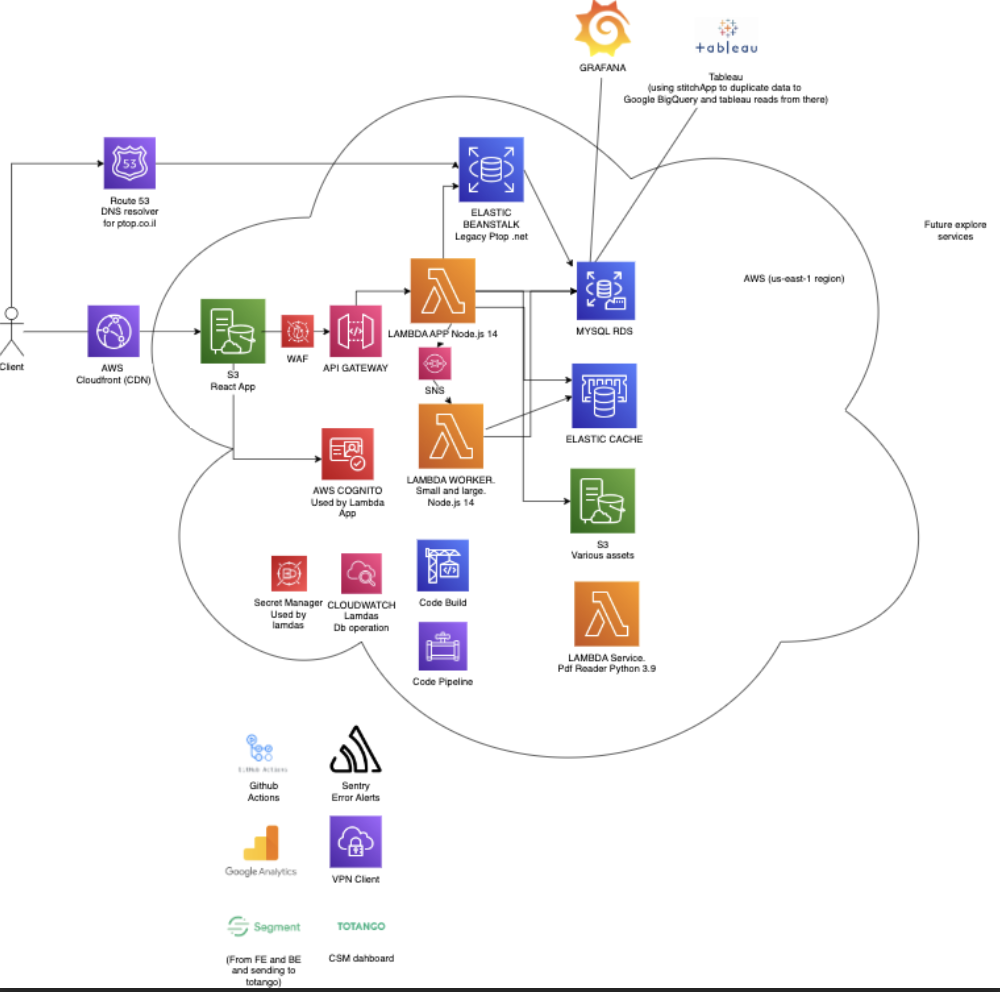 GRAFANA
+ableau
Tableau
(using stitchApp to duplicate data to
Google BigQuery and tableau reads from there)
53
Route 53
DNS resolver
for ptop.co.il
ELASTIC
BEANSTALK
Legacy Ptop .net
Future explore
services
AWS (us-east-1 region)
MYSQL RDS
LAMBDA APP Node.js 14
Client
AWS
Cloudfront (CDN)
S3
React App
WAF
API GATEWAY
SNS
ELASTIC CACHE
AWS COGNITO
Used by Lambda
App
LAMBDA WORKER.
Small and large.
Node.js 14
S3
Various assets
Secret Manager
Used by
lamdas
CLOUDWATCH
Lamdas
Db operation
Code Build
LAMBDA Service.
Pdf Reader Python 3.9
Code Pipeline
GitHub Actions
Github
Actions
Sentry
Error Alerts
Google Analytics
VPN Client
Segment
TOTANGO
(From FE and BE
and sending to
totango)
CSM dahboard